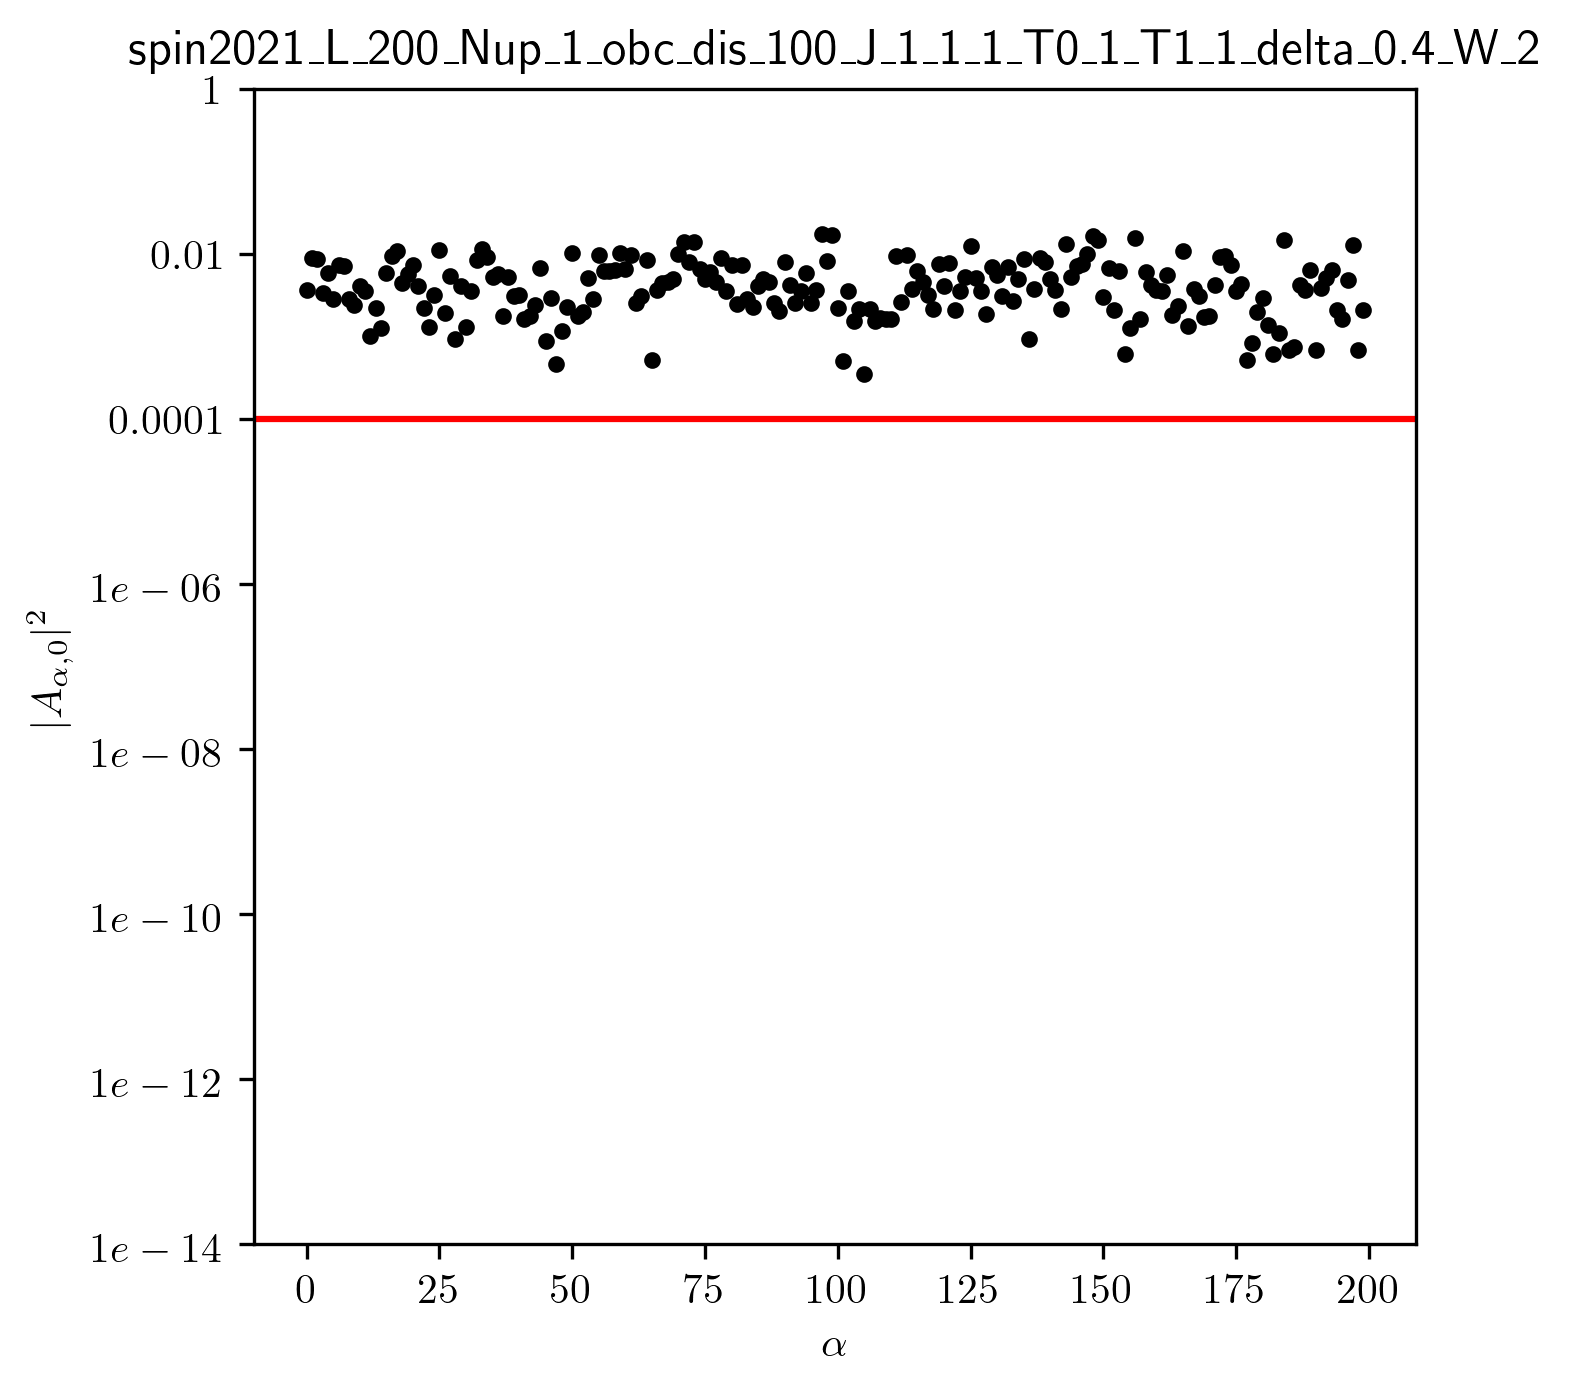 spin2021_L_200_Nup_1_obc_dis_100_J_1_1_1_T0_1_T1_1_delta_0.4_W_2
1
0.01
0.0001
1e − 06
1e − 08
1e − 10
1e − 12
1e − 14
|A_{α,0}|^2
0 25 50 75 100 125 150 175 200
α